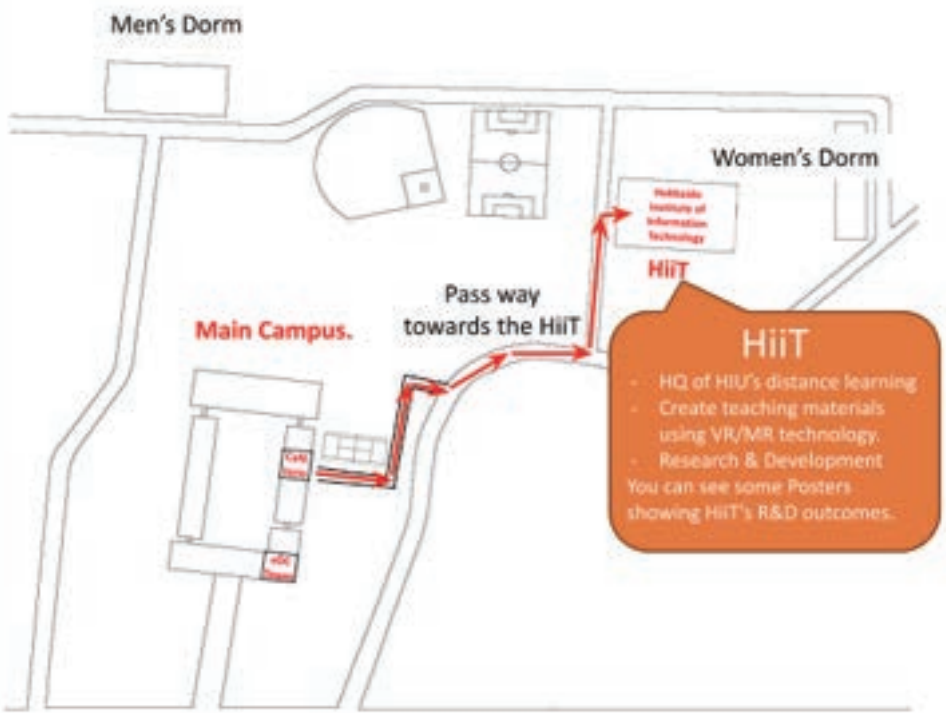 Men's Dorm
Women's Dorm
Hokkaido
Institute of
Information
Technology
HiiT
Pass way
towards the HiiT
Main Campus.
HiiT
- HQ of HIU's distance learning
- Create teaching materials
using VR/MR technology.
- Research & Development
You can see some Posters
showing HiiT's R&D outcomes.